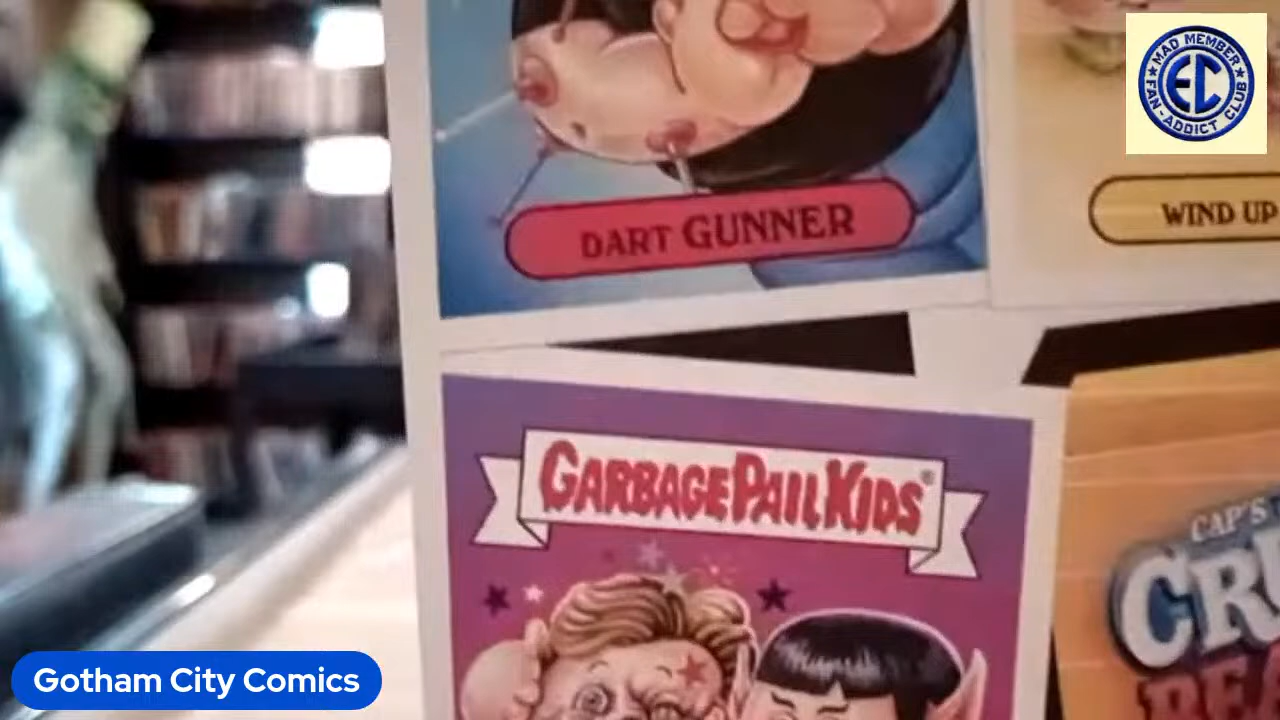 MAD MEMBER
EC
FAN-ADDICT CLUB
DART GUNNER
WIND UP
GARBAGE PAIL KIDS®
CAP'S
CR
Gotham City Comics